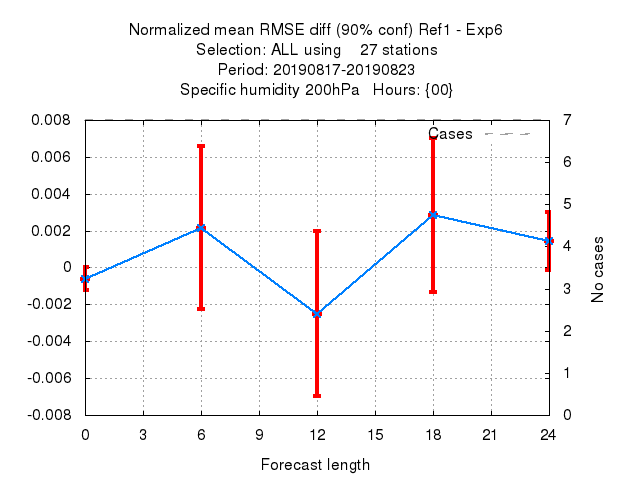 Normalized mean RMSE diff (90% conf) Ref1 - Exp6
Selection: ALL using    27 stations
Period: 20190817-20190823
Specific humidity 200hPa   Hours: {00}
Cases
0.008
0.006
0.004
0.002
0
-0.002
-0.004
-0.006
-0.008
7
6
5
4
3
2
1
0
No cases
0 3 6 9 12 15 18 21 24
Forecast length